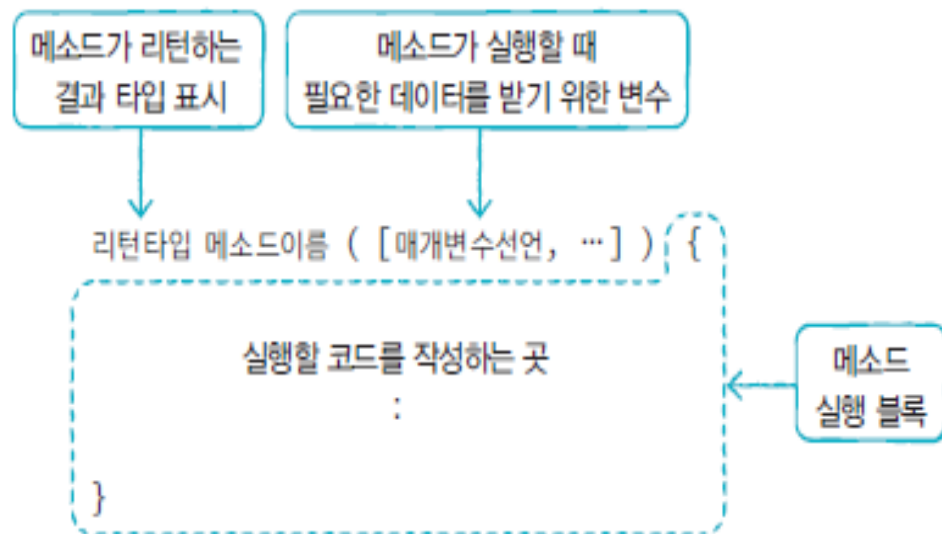 메소드가 리턴하는
결과 타입 표시
메소드가 실행할 때
필요한 데이터를 받기 위한 변수
리턴타입 메소드이름 ( [매개변수선언, …] ) {
실행할 코드를 작성하는 곳
:
메소드
실행 블록
}